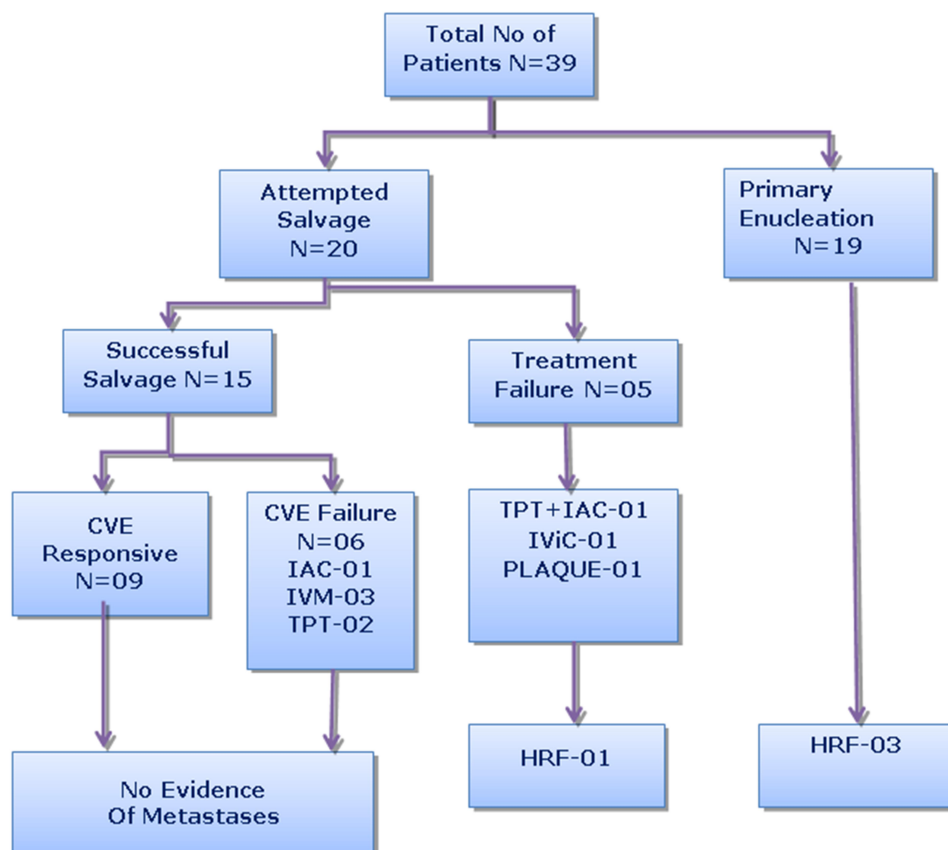 Total No of
Patients N=39
Attempted
Salvage
N=20
Primary
Enucleation
N=19
Successful
Salvage N=15
Treatment
Failure N=05
CVE
Responsive
N=09
CVE Failure
N=06
IAC-01
IVM-03
TPT-02
TPT+IAC-01
IViC-01
PLAQUE-01
No Evidence
Of Metastases
HRF-01
HRF-03